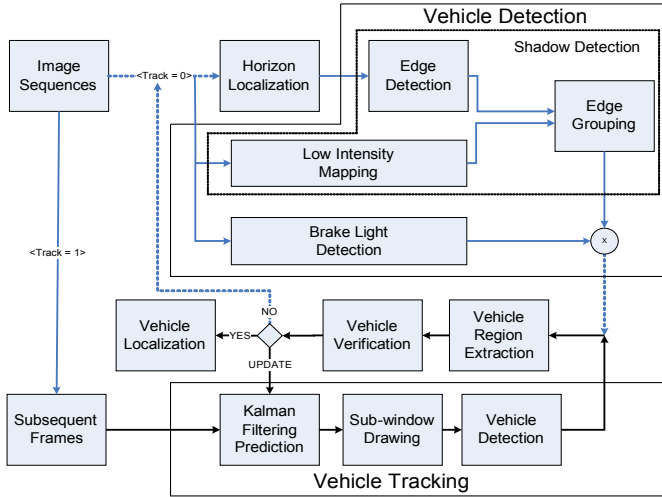 Vehicle Detection
Shadow Detection
Image
Sequences
<Track = 0>
Horizon
Localization
Edge
Detection
Edge
Grouping
Low Intensity
Mapping
Brake Light
Detection
x
<Track = 1>
NO
Vehicle
Localization
YES
UPDATE
Vehicle
Verification
Vehicle
Region
Extraction
Subsequent
Frames
Kalman
Filtering
Prediction
Sub-window
Drawing
Vehicle
Detection
Vehicle Tracking